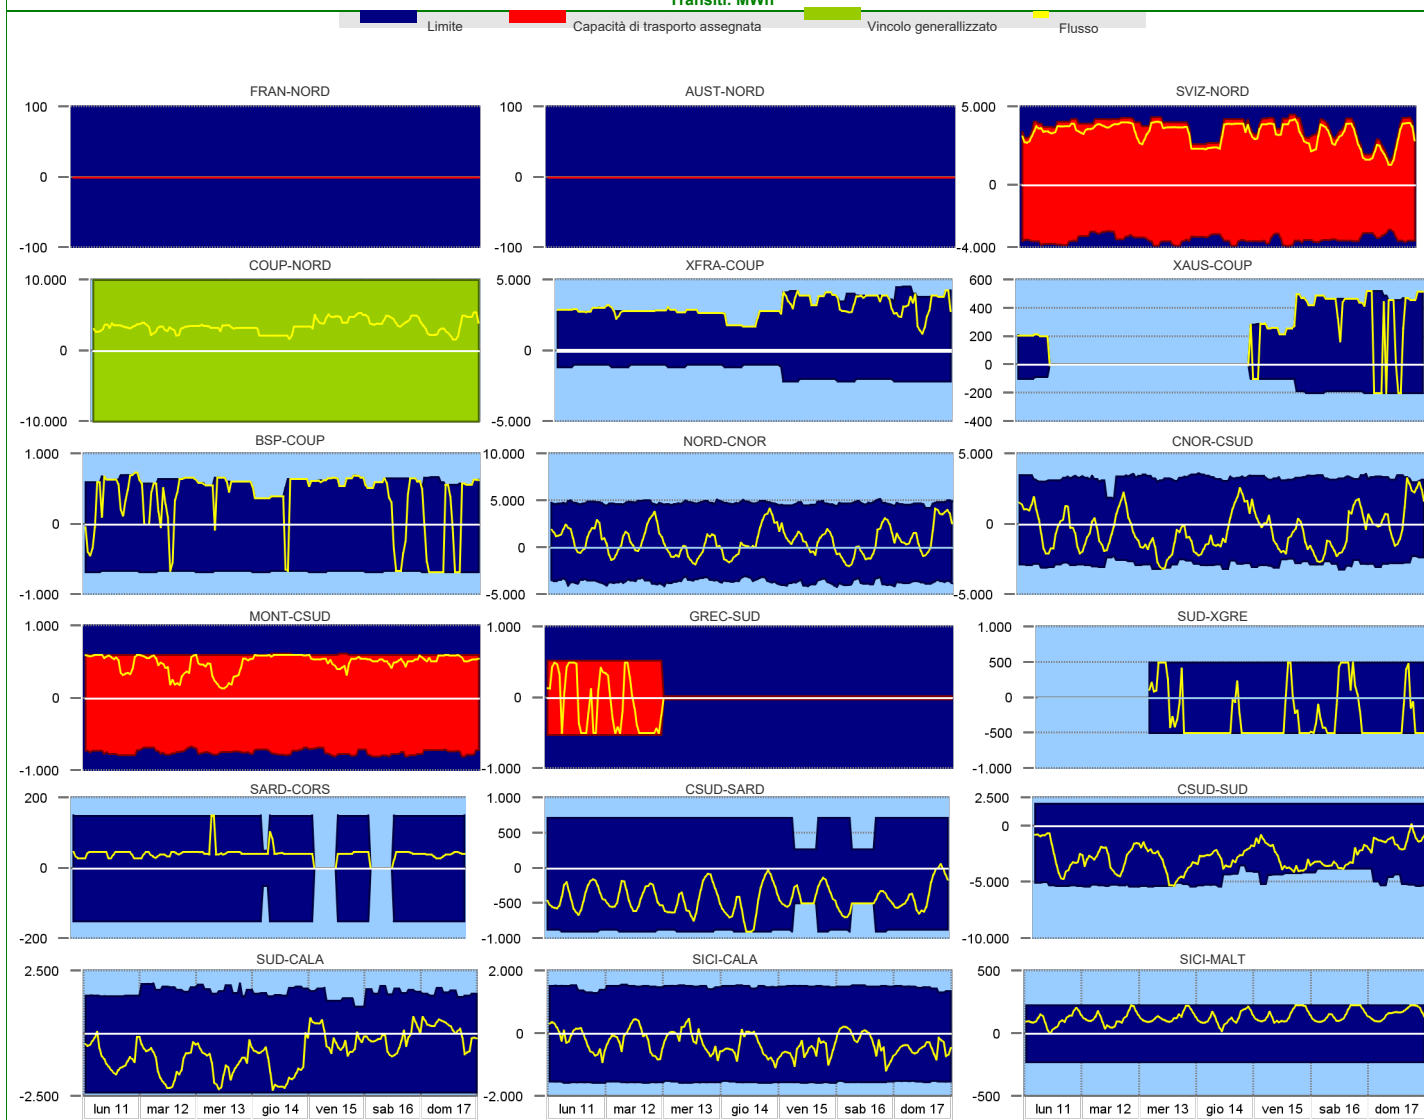 Transiti: MWh
Limite Capacità di trasporto assegnata Vincolo generallizzato Flusso
FRAN-NORD AUST-NORD SVIZ-NORD
100 100 5.000
0 0 0
-100 -100 -4.000
COUP-NORD XFRA-COUP XAUS-COUP
10.000 5.000 600
400
200
0 0 0
-200
-10.000 -5.000 -400
BSP-COUP NORD-CNOR CNOR-CSUD
1.000 10.000 5.000
5.000
0 0 0
-1.000 -5.000 -5.000
MONT-CSUD GREC-SUD SUD-XGRE
1.000 1.000 1.000
500
0 0 0
-500
-1.000 -1.000 -1.000
SARD-CORS CSUD-SARD CSUD-SUD
200 1.000 2.500
500 0
0 0
-500 -5.000
-200 -1.000 -10.000
SUD-CALA SICI-CALA SICI-MALT
2.500 2.000 500
0 0 0
-2.500 -2.000 -500
lun 11 mar 12 mer 13 gio 14 ven 15 sab 16 dom 17 lun 11 mar 12 mer 13 gio 14 ven 15 sab 16 dom 17 lun 11 mar 12 mer 13 gio 14 ven 15 sab 16 dom 17